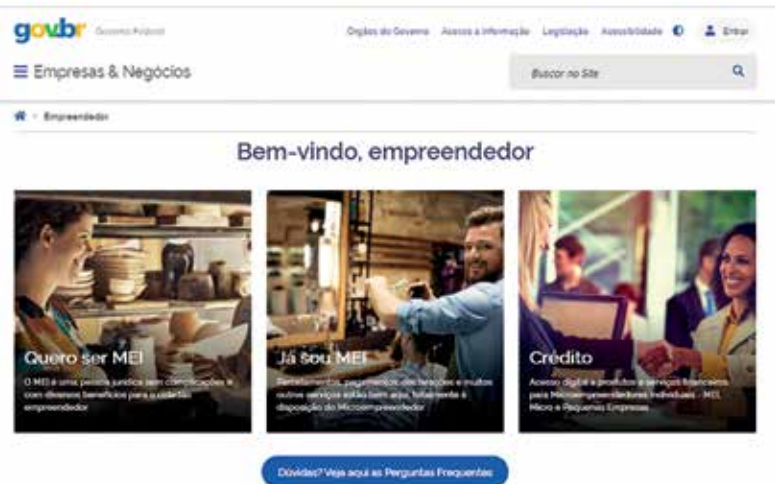 gov.br Governo Federal
Órgãos do Governo Acesso à Informação Legislação Acessibilidade Entrar
Empresas & Negócios
Buscar no Site
> Empreendedor
Bem-vindo, empreendedor
Quero ser MEI
O MEI é uma pessoa jurídica sem complicações e
com diversos benefícios para o cidadão
empreendedor
Já sou MEI
Parcelamentos, pagamentos, declarações e muitos
outros serviços estão bem aqui, totalmente à
disposição do Microempreendedor
Crédito
Acesso digital a produtos e serviços financeiros
para Microempreendedores Individuais - MEI,
Micro e Pequenas Empresas
Dúvidas? Veja aqui as Perguntas Frequentes